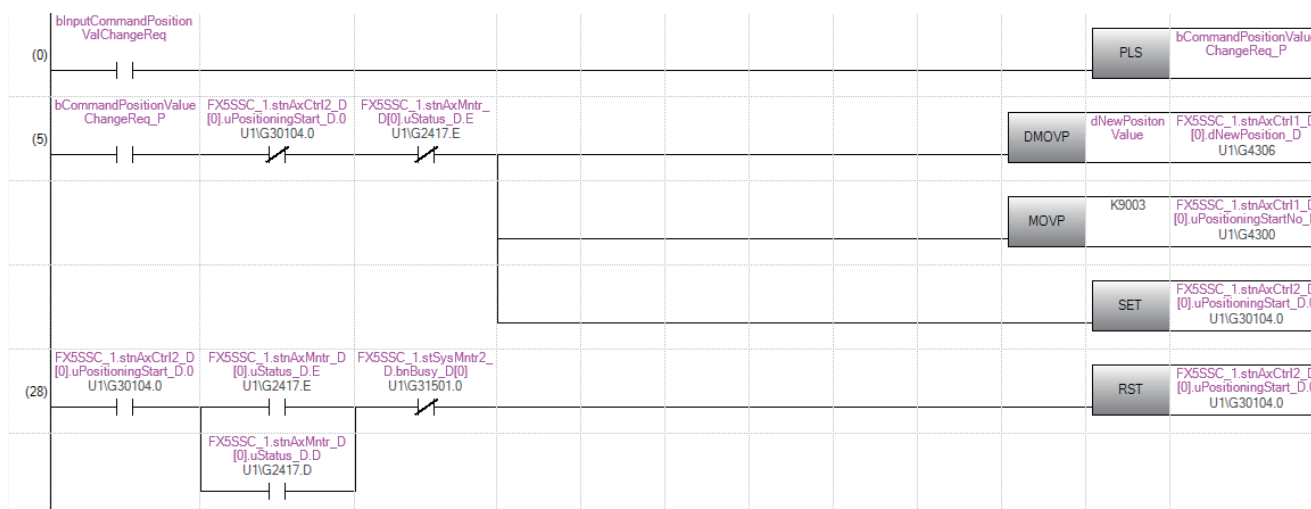 bInputCommandPosition
ValChangeReq
(0)
PLS
bCommandPositionValue
ChangeReq_P
bCommandPositionValue
ChangeReq_P
FX5SSC_1.stnAxCtrl2_D
[0].uPositioningStart_D.0
U1\G30104.0
FX5SSC_1.stnAxMntr_
D[0].uStatus_D.E
U1\G2417.E
(5)
DMOVP
dNewPositon
Value
FX5SSC_1.stnAxCtrl1_D
[0].dNewPosition_D
U1\G4306
MOVP
K9003
FX5SSC_1.stnAxCtrl1_D
[0].uPositioningStartNo_
U1\G4300
SET
FX5SSC_1.stnAxCtrl2_D
[0].uPositioningStart_D.0
U1\G30104.0
FX5SSC_1.stnAxCtrl2_D
[0].uPositioningStart_D.0
U1\G30104.0
FX5SSC_1.stnAxMntr_D
[0].uStatus_D.E
U1\G2417.E
FX5SSC_1.stSysMntr2_
D.bnBusy_D[0]
U1\G31501.0
(28)
RST
FX5SSC_1.stnAxCtrl2_D
[0].uPositioningStart_D.0
U1\G30104.0
FX5SSC_1.stnAxMntr_D
[0].uStatus_D.D
U1\G2417.D